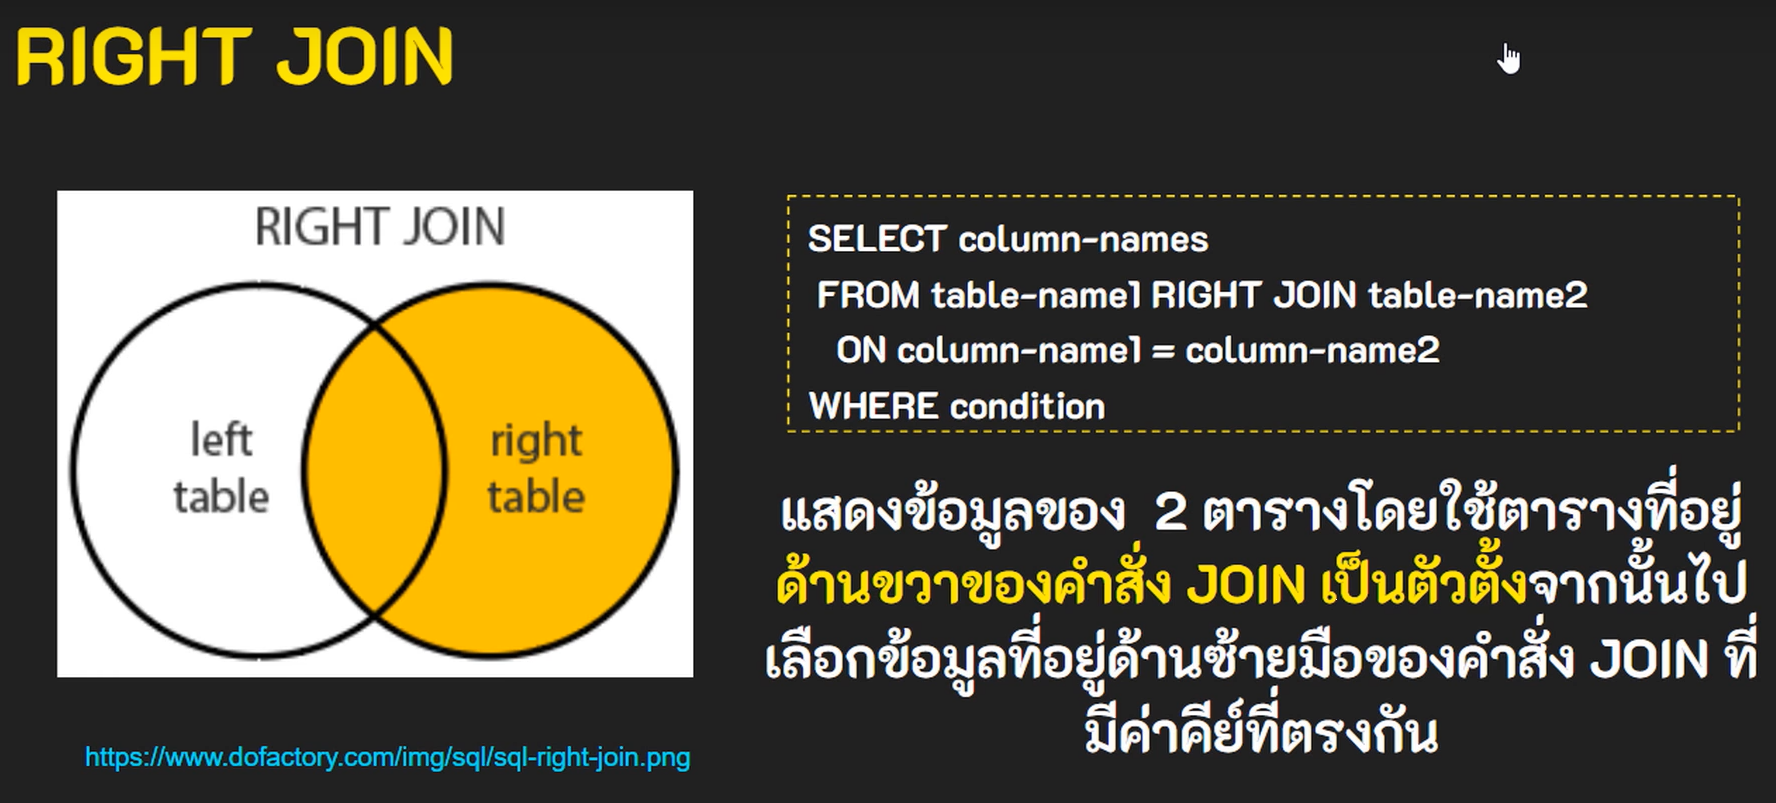 RIGHT JOIN
RIGHT JOIN
left
table
right
table
https://www.dofactory.com/img/sql/sql-right-join.png
SELECT column-names
FROM table-name1 RIGHT JOIN table-name2
ON column-name1 = column-name2
WHERE condition
แสดงข้อมูลของ 2 ตารางโดยใช้ตารางที่อยู่
ด้านขวาของคำสั่ง JOIN เป็นตัวตั้งจากนั้นไป
เลือกข้อมูลที่อยู่ด้านซ้ายมือของคำสั่ง JOIN ที่
มีค่าคีย์ที่ตรงกัน